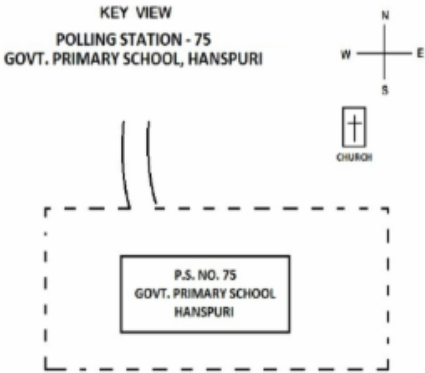 KEY VIEW
POLLING STATION - 75
GOVT. PRIMARY SCHOOL, HANSPURI
N
W E
S
CHURCH
P.S. NO. 75
GOVT. PRIMARY SCHOOL
HANSPURI